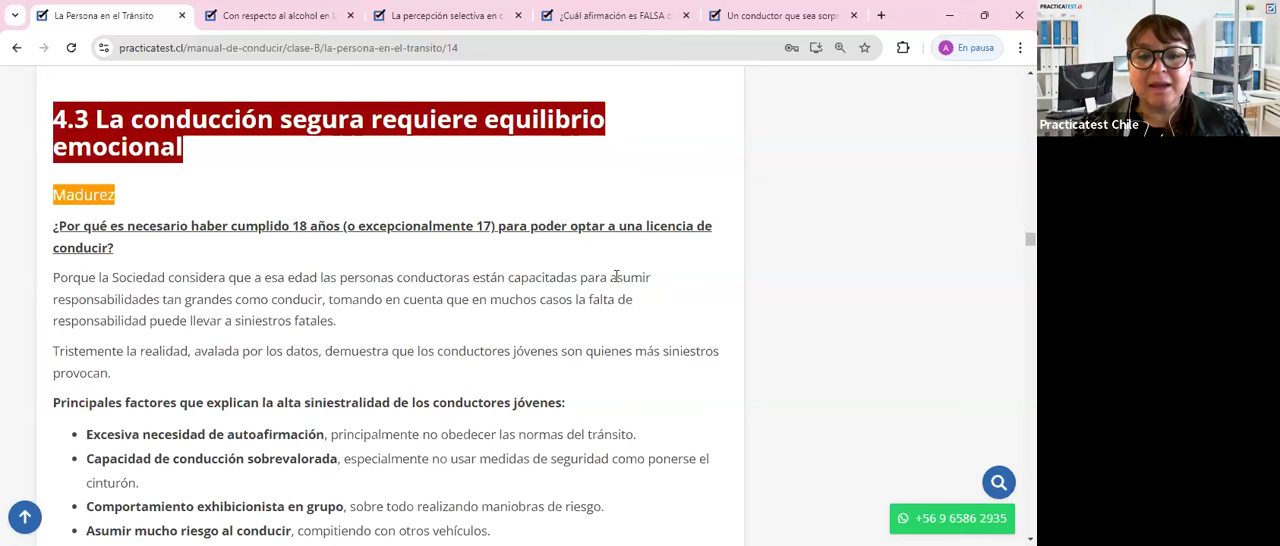 La Persona en el Tránsito
Con respecto al alcohol en l
La percepción selectiva en c
¿Cuál afirmación es FALSA c
Un conductor que sea sorpr
practicatest.cl/manual-de-conducir/clase-B/la-persona-en-el-transito/14
A En pausa
PRACTICATEST.cl
Practicatest Chile
4.3 La conducción segura requiere equilibrio
emocional
Madurez
¿Por qué es necesario haber cumplido 18 años (o excepcionalmente 17) para poder optar a una licencia de
conducir?
Porque la Sociedad considera que a esa edad las personas conductoras están capacitadas para asumir
responsabilidades tan grandes como conducir, tomando en cuenta que en muchos casos la falta de
responsabilidad puede llevar a siniestros fatales.
Tristemente la realidad, avalada por los datos, demuestra que los conductores jóvenes son quienes más siniestros
provocan.
Principales factores que explican la alta siniestralidad de los conductores jóvenes:
Excesiva necesidad de autoafirmación, principalmente no obedecer las normas del tránsito.
Capacidad de conducción sobrevalorada, especialmente no usar medidas de seguridad como ponerse el
cinturón.
Comportamiento exhibicionista en grupo, sobre todo realizando maniobras de riesgo.
Asumir mucho riesgo al conducir, compitiendo con otros vehículos.
+56 9 6586 2935